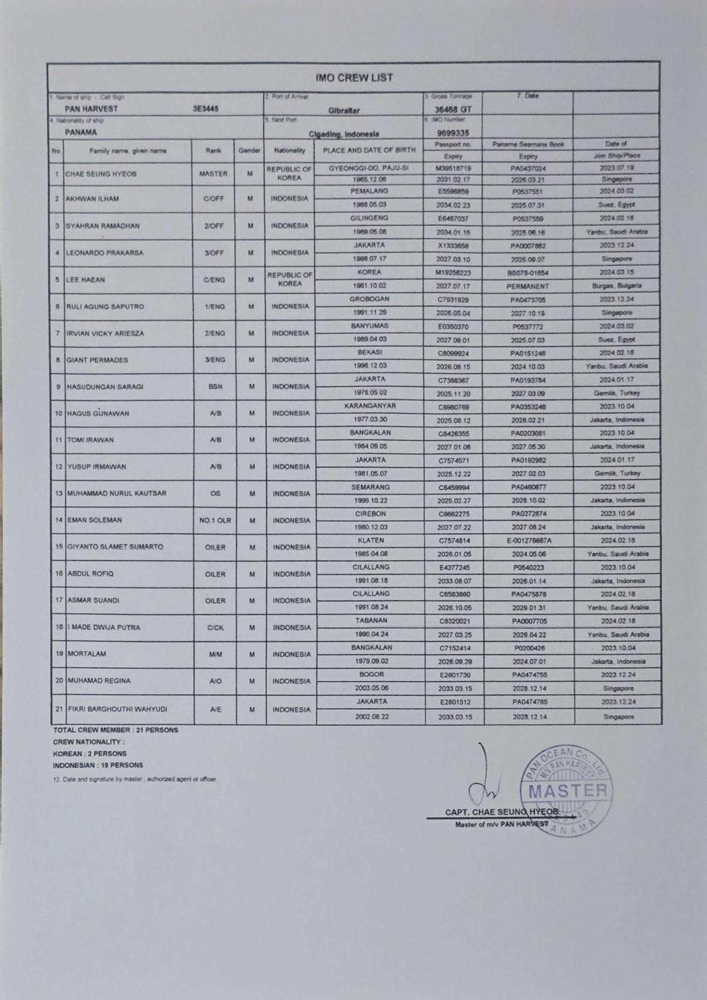 IMO CREW LIST
1. Name of ship - Call Sign 2. Port of Arrival 3. Gross Tonnage 7. Date
PAN HARVEST 3E3445 Gibraltar 36468 GT
4. Nationality of ship 5. Next Port 6. IMO Number
PANAMA Cigading, Indonesia 9699335
No. Family name, given name Rank Gender Nationality PLACE AND DATE OF BIRTH Passport no. Panama Seamans Book Date of
Expiry Expiry Join Ship/Place
1 CHAE SEUNG HYEOB MASTER M REPUBLIC OF KOREA GYEONGGI-DO, PAJU-SI M39516719 PA0437024 2023.07.19
1965.12.06 2031.02.17 2026.03.21 Singapore
2 AKHWAN ILHAM C/OFF M INDONESIA PEMALANG E5596859 P0537551 2024.03.02
1988.05.03 2034.02.23 2025.07.01 Suez, Egypt
3 SYAHRAN RAMADHAN 2/OFF M INDONESIA GILINGENG E6487037 P0537559 2024.02.18
1989.05.08 2034.01.15 2025.06.16 Yanbu, Saudi Arabia
4 LEONARDO PRAKARSA 3/OFF M INDONESIA JAKARTA X1333656 PA0007862 2023.12.24
1998.07.17 2027.03.10 2025.09.07 Singapore
5 LEE HAEAN C/ENG M REPUBLIC OF KOREA KOREA M19258223 BS078-01654 2024.03.15
1961.10.02 2027.07.17 PERMANENT Burgas, Bulgaria
6 RULI AGUNG SAPUTRO 1/ENG M INDONESIA GROBOGAN C7931929 PA0473705 2023.12.24
1991.11.29 2026.05.04 2027.10.19 Singapore
7 IRVIAN VICKY ARIESZA 2/ENG M INDONESIA BANYUMAS E0350370 P0537772 2024.03.02
1989.04.03 2027.09.01 2025.07.03 Suez, Egypt
8 GIANT PERMADES 3/ENG M INDONESIA BEKASI C8099924 PA0151246 2024.02.18
1996.12.03 2026.09.15 2024.10.03 Yanbu, Saudi Arabia
9 HASUDUNGAN SARAGI BSN M INDONESIA JAKARTA C7388367 PA0193784 2024.01.17
1976.05.02 2025.11.20 2027.03.09 Gemlik, Turkey
10 HAGUS GUNAWAN A/B M INDONESIA KARANGANYAR C6980769 PA0353246 2023.10.04
1977.03.30 2025.08.12 2028.02.21 Jakarta, Indonesia
11 TOMI IRAWAN A/B M INDONESIA BANGKALAN C8426355 PA0203081 2023.10.04
1984.09.05 2027.01.06 2027.05.30 Jakarta, Indonesia
12 YUSUP IRMAWAN A/B M INDONESIA JAKARTA C7574571 PA0192962 2024.01.17
1981.05.07 2025.12.22 2027.02.03 Gemlik, Turkey
13 MUHAMMAD NURUL KAUTSAR OS M INDONESIA SEMARANG C6459994 PA0460677 2023.10.04
1999.10.22 2025.02.27 2028.10.02 Jakarta, Indonesia
14 EMAN SOLEMAN NO.1 OLR M INDONESIA CIREBON C9662275 PA0272674 2023.10.04
1980.12.03 2027.07.22 2027.08.24 Jakarta, Indonesia
15 GIYANTO SLAMET SUMARTO OILER M INDONESIA KLATEN C7574814 E-001276687A 2024.02.18
1985.04.08 2026.01.05 2024.05.06 Yanbu, Saudi Arabia
16 ABDUL ROFIQ OILER M INDONESIA CILALLANG E4377245 P0540223 2023.10.04
1991.08.18 2033.08.07 2026.01.14 Jakarta, Indonesia
17 ASMAR SUANDI OILER M INDONESIA CILALLANG C6583860 PA0475878 2024.02.18
1991.08.24 2026.10.05 2029.01.31 Yanbu, Saudi Arabia
18 I MADE DWIJA PUTRA C/CK M INDONESIA TABANAN C8320021 PA0007705 2024.02.18
1990.04.24 2027.03.25 2026.04.22 Yanbu, Saudi Arabia
19 MORTALAM M/M M INDONESIA BANGKALAN C7152414 P0200426 2023.10.04
1979.09.02 2026.09.29 2024.07.01 Jakarta, Indonesia
20 MUHAMAD REGINA A/O M INDONESIA BOGOR E2601730 PA0474755 2023.12.24
2003.05.06 2033.03.15 2028.12.14 Singapore
21 FIKRI BARGHOUTHI WAHYUDI A/E M INDONESIA JAKARTA E2601512 PA0474765 2023.12.24
2002.08.22 2033.03.15 2028.12.14 Singapore
TOTAL CREW MEMBER : 21 PERSONS
CREW NATIONALITY :
KOREAN : 2 PERSONS
INDONESIAN : 19 PERSONS
12. Date and signature by master, authorized agent or officer
PAN OCEAN Co., Ltd.
M/V PAN HARVEST
MASTER
PANAMA
CAPT. CHAE SEUNG HYEOB
Master of m/v PAN HARVEST